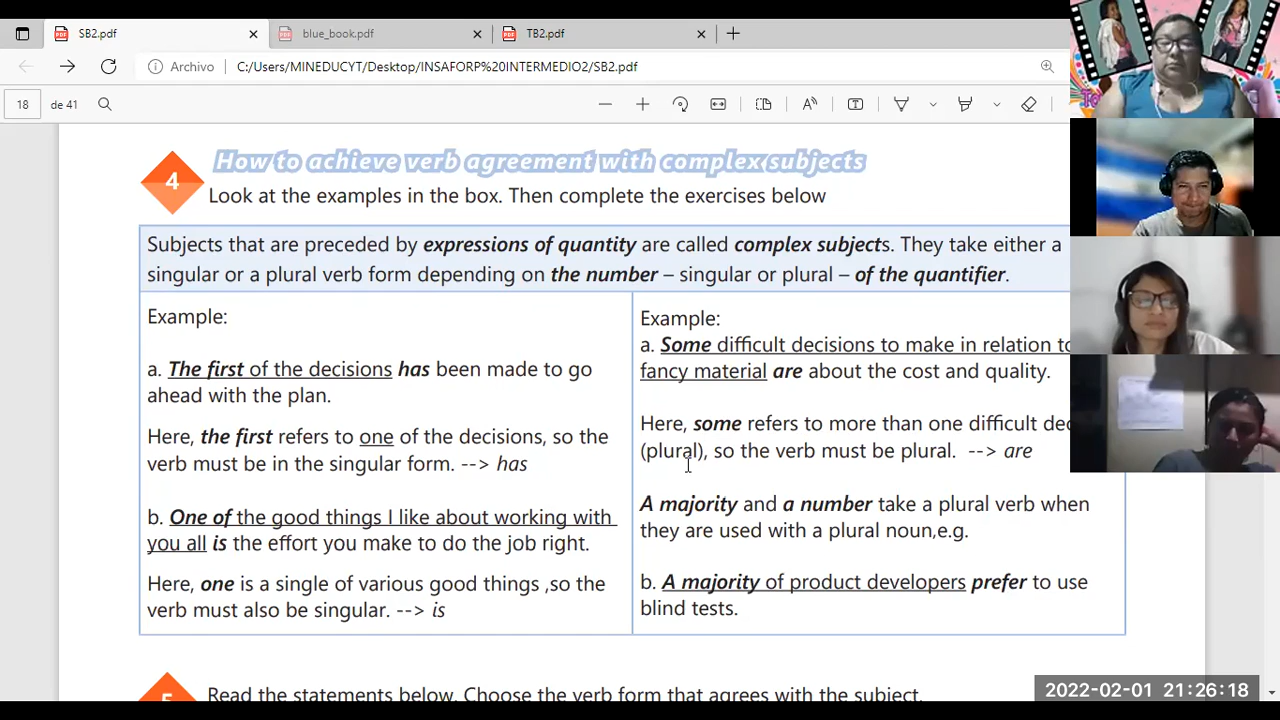 SB2.pdf
blue_book.pdf
TB2.pdf
Archivo
C:/Users/MINEDUCYT/Desktop/INSAFORP%20INTERMEDIO2/SB2.pdf
18 de 41
4
How to achieve verb agreement with complex subjects
Look at the examples in the box. Then complete the exercises below
Subjects that are preceded by expressions of quantity are called complex subjects. They take either a
singular or a plural verb form depending on the number – singular or plural – of the quantifier.
Example:
a. The first of the decisions has been made to go
ahead with the plan.
Here, the first refers to one of the decisions, so the
verb must be in the singular form. --> has
b. One of the good things I like about working with
you all is the effort you make to do the job right.
Here, one is a single of various good things ,so the
verb must also be singular. --> is
Example:
a. Some difficult decisions to make in relation
fancy material are about the cost and quality.
Here, some refers to more than one difficult
(plural), so the verb must be plural. --> are
A majority and a number take a plural verb when
they are used with a plural noun,e.g.
b. A majority of product developers prefer to use
blind tests.
5
Read the statements below. Choose the verb form that agrees with the subject.
2022-02-01 21:26:18